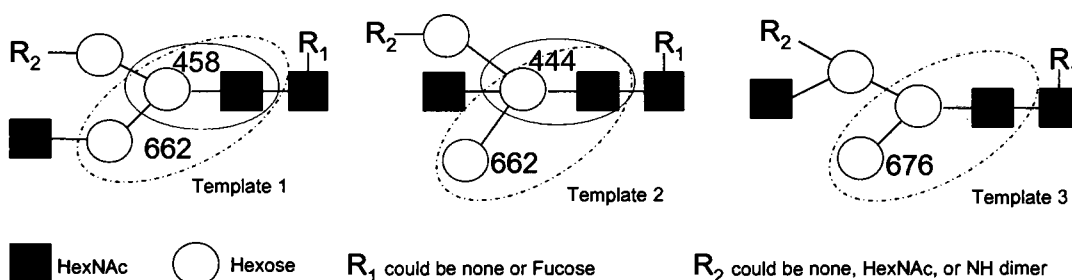 R₂ 458 R₁
662
Template 1
R₂ 444 R₁
662
Template 2
R₂
676
Template 3
HexNAc
Hexose
R₁ could be none or Fucose
R₂ could be none, HexNAc, or NH dimer